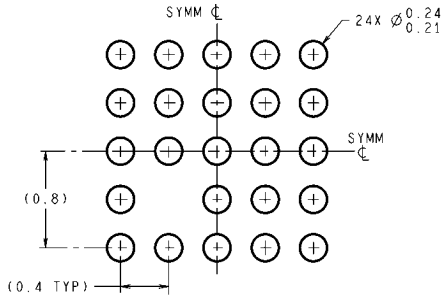 SYMM ℄
24X Ø 0.24
0.21
SYMM
℄
(0.8)
(0.4 TYP)